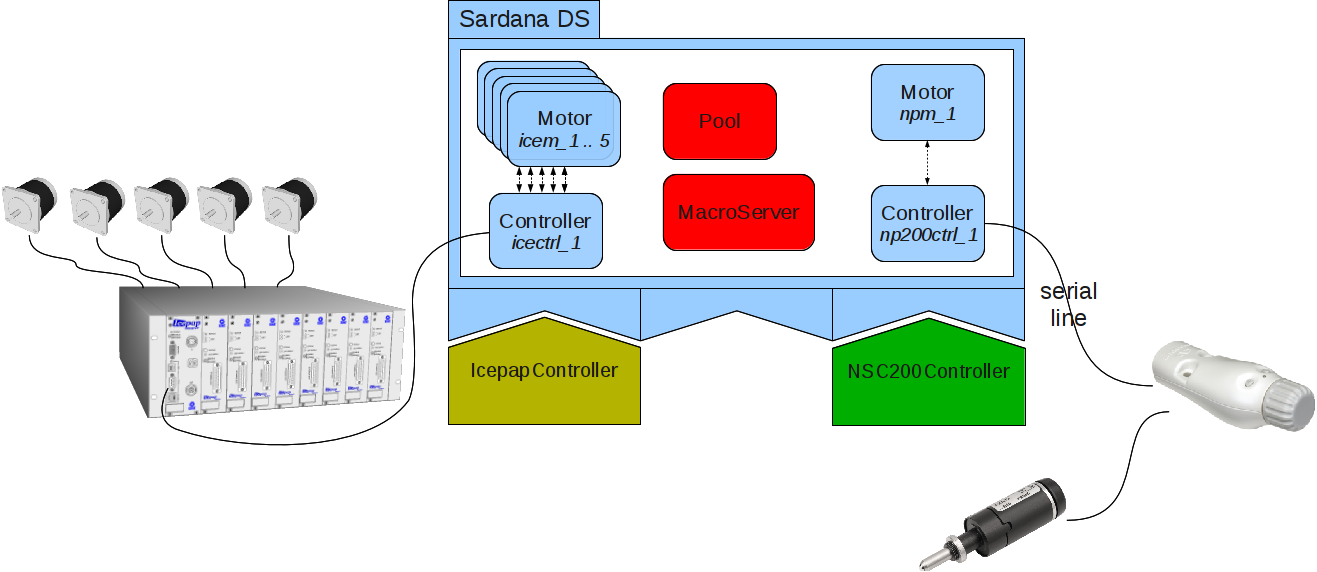 Sardana DS
Motor
icem_1 .. 5
Pool
Motor
npm_1
Controller
icectrl_1
MacroServer
Controller
np200ctrl_1
serial
line
Icepap
IcepapController
NSC200Controller